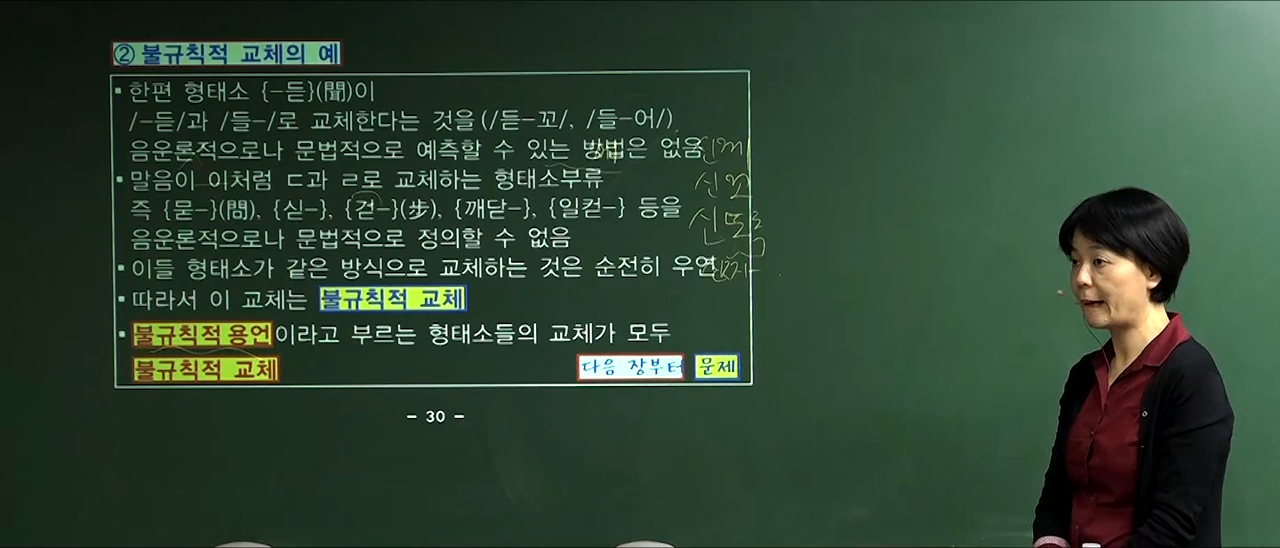 ② 불규칙적 교체의 예
▪ 한편 형태소 {-듣}(聞)이
/-듣/과 /들-/로 교체한다는 것을 (/듣-꼬/, /들-어/)
음운론적으로나 문법적으로 예측할 수 있는 방법은 없음
▪ 말음이 이처럼 ㄷ과 ㄹ로 교체하는 형태소부류
즉 {묻-}(問), {싣-}, {걷-}(步), {깨닫-}, {일컫-} 등을
음운론적으로나 문법적으로 정의할 수 없음
▪ 이들 형태소가 같은 방식으로 교체하는 것은 순전히 우연
▪ 따라서 이 교체는 불규칙적 교체
▪ 불규칙적 용언이라고 부르는 형태소들의 교체가 모두
불규칙적 교체
다음 장부터 문제
- 30 -